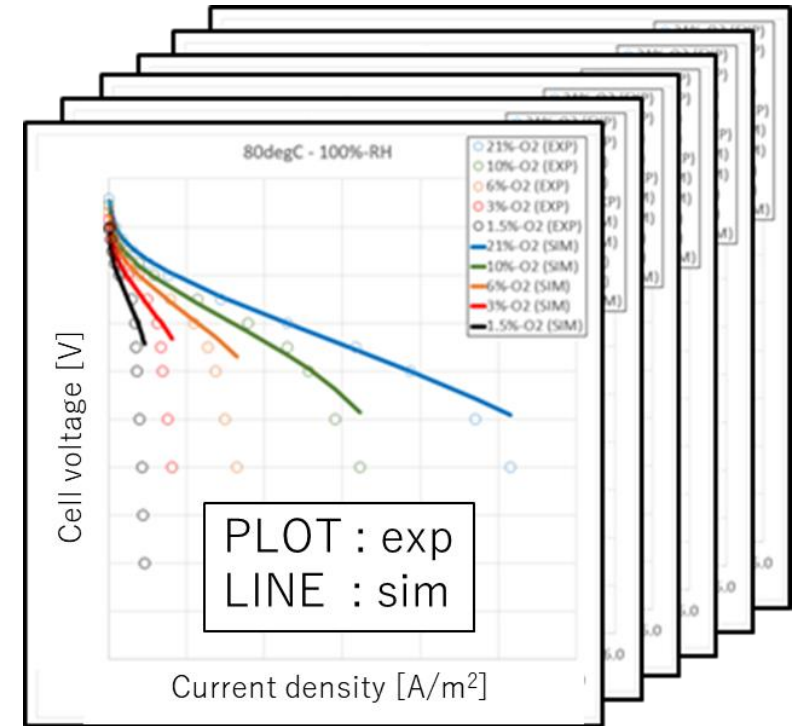 80degC - 100%-RH
21%-O2 (EXP)
10%-O2 (EXP)
6%-O2 (EXP)
3%-O2 (EXP)
1.5%-O2 (EXP)
21%-O2 (SIM)
10%-O2 (SIM)
6%-O2 (SIM)
3%-O2 (SIM)
1.5%-O2 (SIM)
Cell voltage [V]
PLOT : exp
LINE : sim
Current density [A/m²]